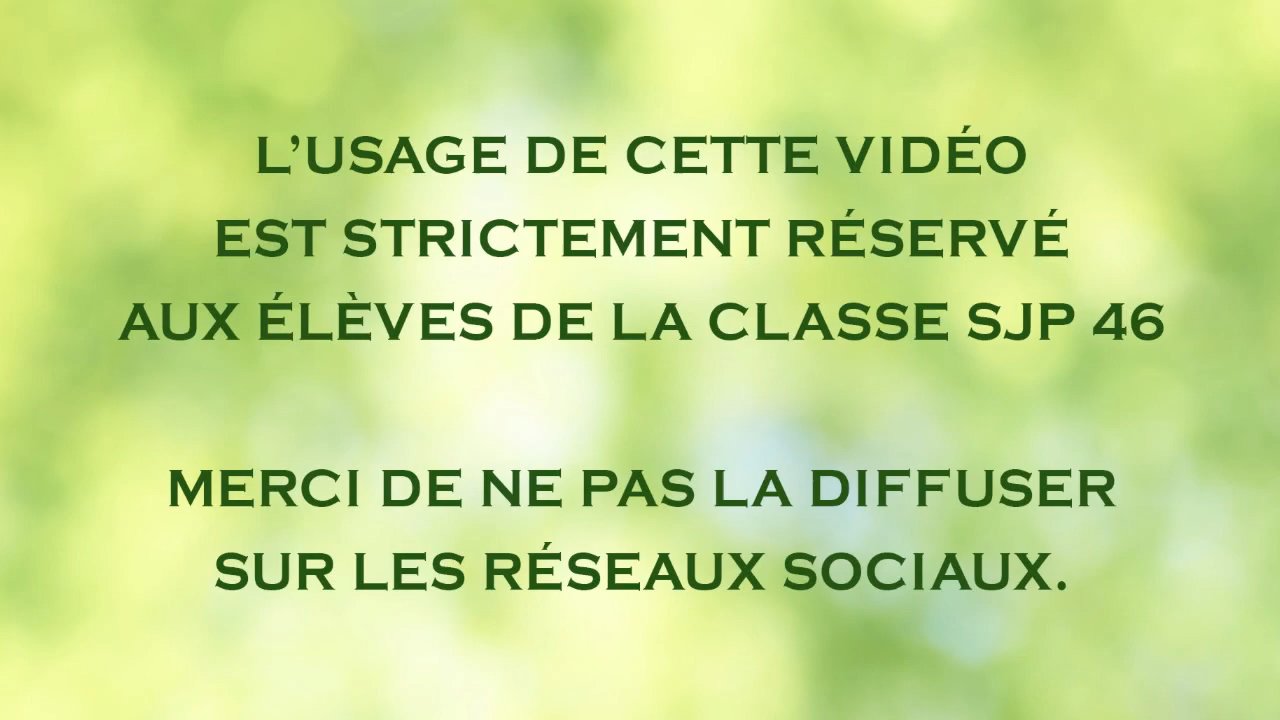 L’USAGE DE CETTE VIDÉO
EST STRICTEMENT RÉSERVÉ
AUX ÉLÈVES DE LA CLASSE SJP 46
MERCI DE NE PAS LA DIFFUSER
SUR LES RÉSEAUX SOCIAUX.